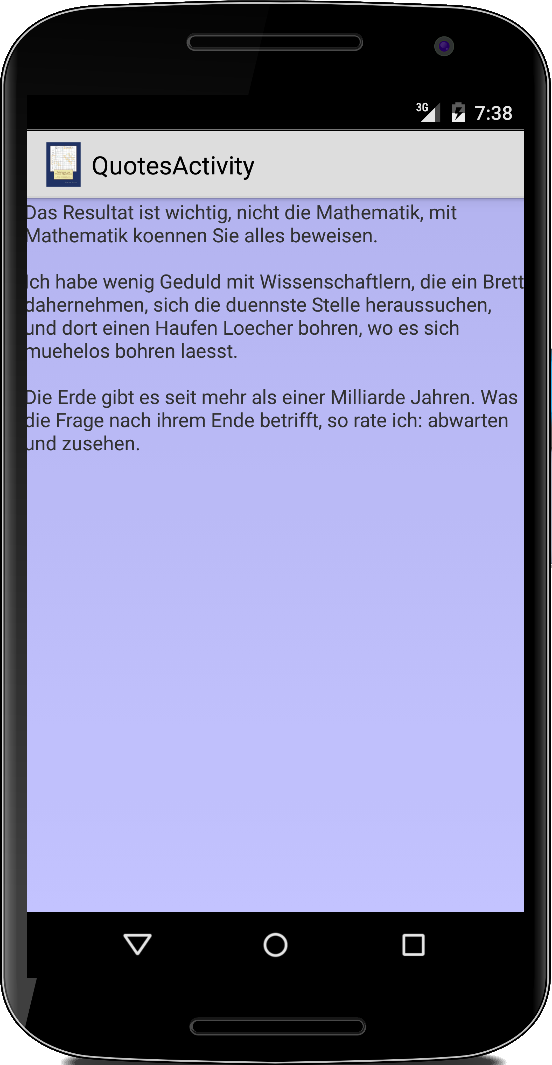 3G
7:38
QuotesActivity
Das Resultat ist wichtig, nicht die Mathematik, mit
Mathematik koennen Sie alles beweisen.
Ich habe wenig Geduld mit Wissenschaftlern, die ein Brett
dahernehmen, sich die duennste Stelle heraussuchen,
und dort einen Haufen Loecher bohren, wo es sich
muehelos bohren laesst.
Die Erde gibt es seit mehr als einer Milliarde Jahren. Was
die Frage nach ihrem Ende betrifft, so rate ich: abwarten
und zusehen.